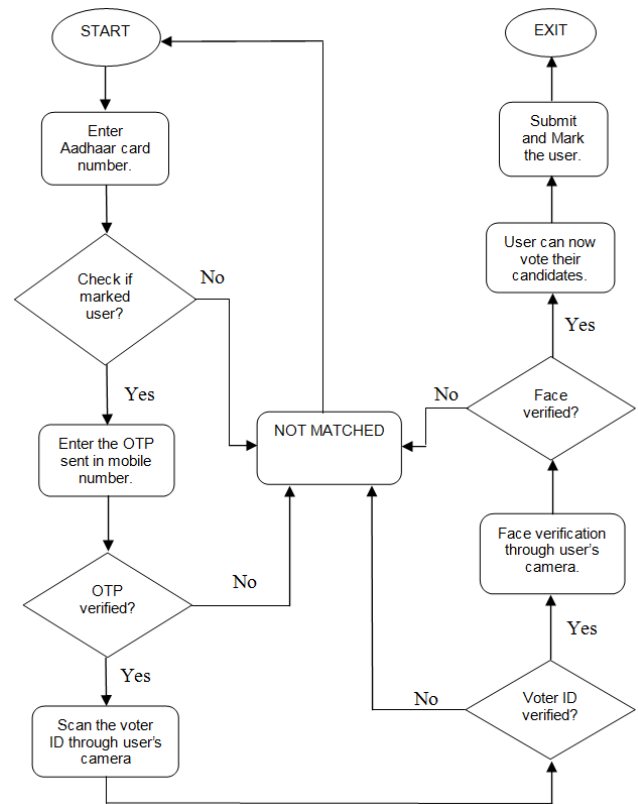 START
Enter
Aadhaar card
number.
Check if
marked
user?
No
Yes
Enter the OTP
sent in mobile
number.
OTP
verified?
No
Yes
Scan the voter
ID through user's
camera
NOT MATCHED
EXIT
Submit
and Mark
the user.
User can now
vote their
candidates.
Yes
Face
verified?
No
Face verification
through user's
camera.
Yes
Voter ID
verified?
No